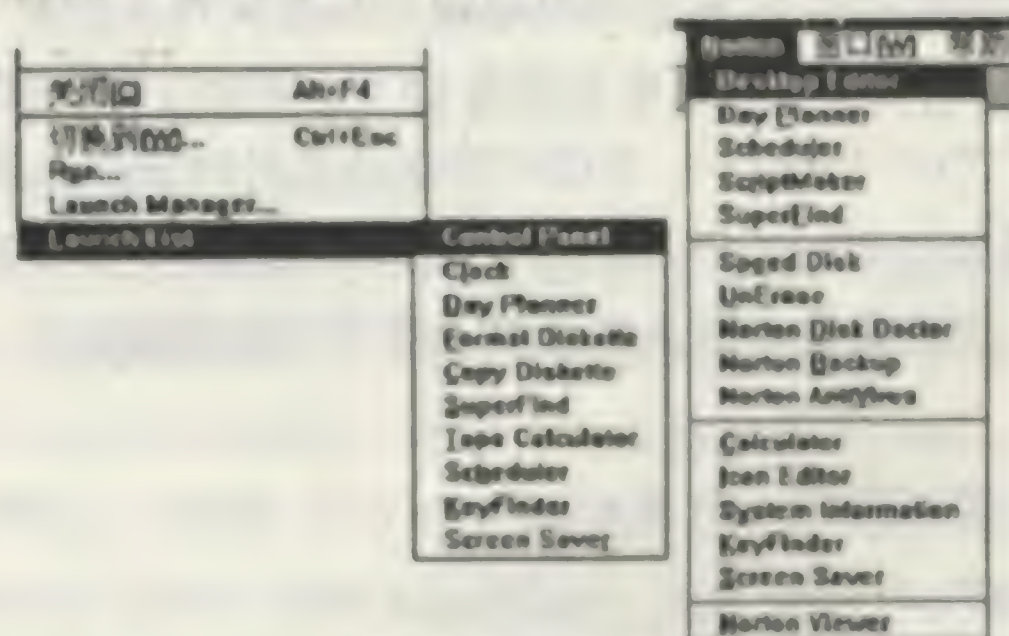 Alt+F4
Ctrl+Esc
Run...
Launch Manager...
Launch List
Control Panel
Clock
Day Planner
Format Diskette
Copy Diskette
SuperFind
Tape Calculator
Scheduler
KeyFinder
Screen Saver
Norton
Desktop Editor
Day Planner
Scheduler
ScriptMaker
SuperFind
Speed Disk
UnErase
Norton Disk Doctor
Norton Backup
Norton AntiVirus
Calculator
Icon Editor
System Information
KeyFinder
Screen Saver
Norton Viewer